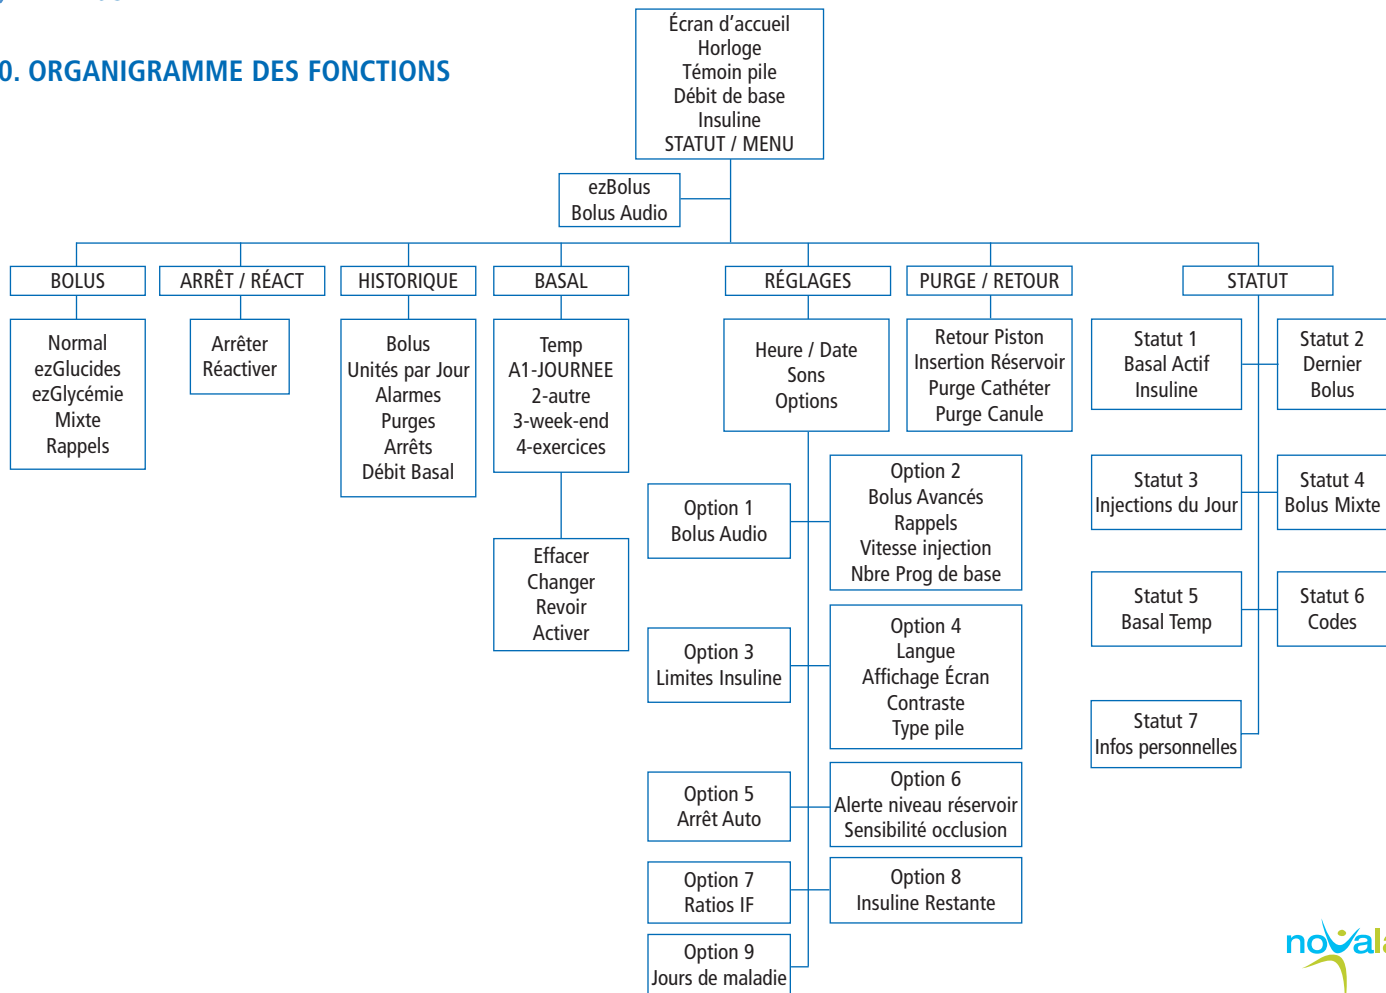 0. ORGANIGRAMME DES FONCTIONS
Écran d'accueil
Horloge
Témoin pile
Débit de base
Insuline
STATUT / MENU
ezBolus
Bolus Audio
BOLUS
Normal
ezGlucides
ezGlycémie
Mixte
Rappels
ARRÊT / RÉACT
Arrêter
Réactiver
HISTORIQUE
Bolus
Unités par Jour
Alarmes
Purges
Arrêts
Débit Basal
BASAL
Temp
A1-JOURNEE
2-autre
3-week-end
4-exercices
Effacer
Changer
Revoir
Activer
RÉGLAGES
Heure / Date
Sons
Options
Option 1
Bolus Audio
Option 2
Bolus Avancés
Rappels
Vitesse injection
Nbre Prog de base
Option 3
Limites Insuline
Option 4
Langue
Affichage Écran
Contraste
Type pile
Option 5
Arrêt Auto
Option 6
Alerte niveau réservoir
Sensibilité occlusion
Option 7
Ratios IF
Option 8
Insuline Restante
Option 9
Jours de maladie
PURGE / RETOUR
Retour Piston
Insertion Réservoir
Purge Cathéter
Purge Canule
STATUT
Statut 1
Basal Actif
Insuline
Statut 2
Dernier
Bolus
Statut 3
Injections du Jour
Statut 4
Bolus Mixte
Statut 5
Basal Temp
Statut 6
Codes
Statut 7
Infos personnelles